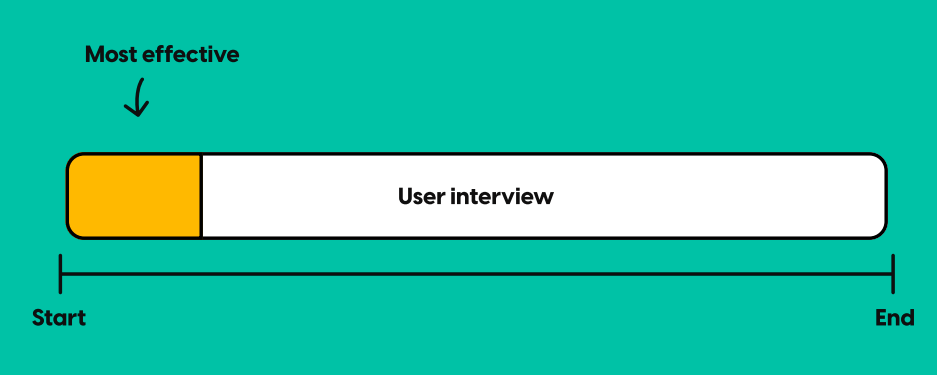 Most effective
User interview
Start
End